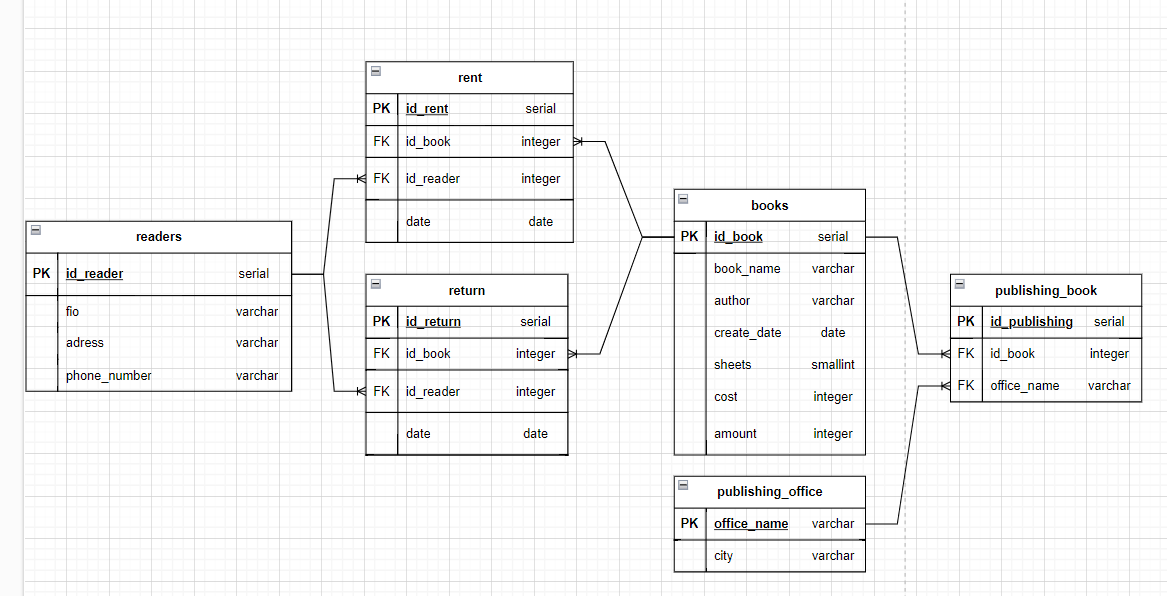 rent
PK id_rent serial
FK id_book integer
FK id_reader integer
date date
readers
PK id_reader serial
fio varchar
adress varchar
phone_number varchar
return
PK id_return serial
FK id_book integer
FK id_reader integer
date date
books
PK id_book serial
book_name varchar
author varchar
create_date date
sheets smallint
cost integer
amount integer
publishing_office
PK office_name varchar
city varchar
publishing_book
PK id_publishing serial
FK id_book integer
FK office_name varchar